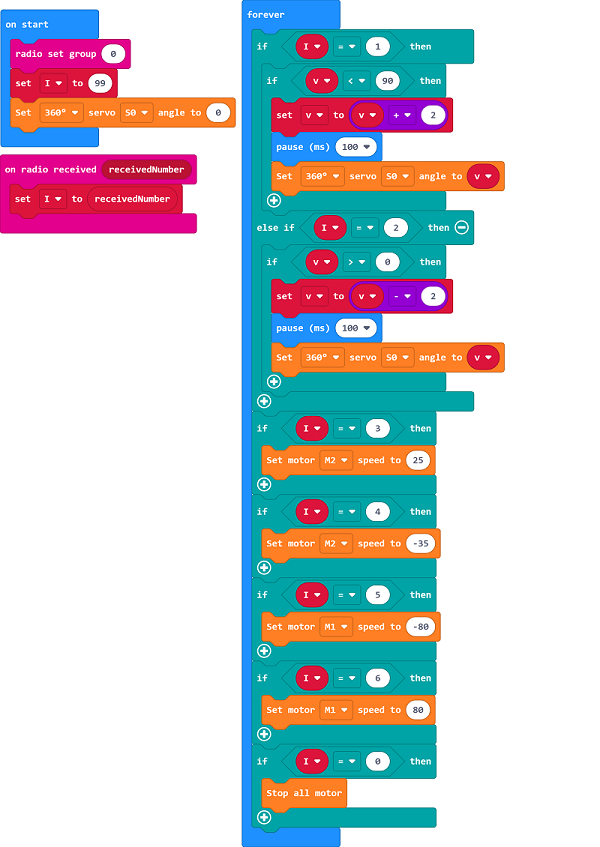 on start
radio set group 0
set I to 99
Set 360° servo S0 angle to 0
on radio received receivedNumber
set I to receivedNumber
forever
if I = 1 then
if v < 90 then
set v to v + 2
pause (ms) 100
Set 360° servo S0 angle to v
else if I = 2 then
if v > 0 then
set v to v - 2
pause (ms) 100
Set 360° servo S0 angle to v
if I = 3 then
Set motor M2 speed to 25
if I = 4 then
Set motor M2 speed to -35
if I = 5 then
Set motor M1 speed to -80
if I = 6 then
Set motor M1 speed to 80
if I = 0 then
Stop all motor